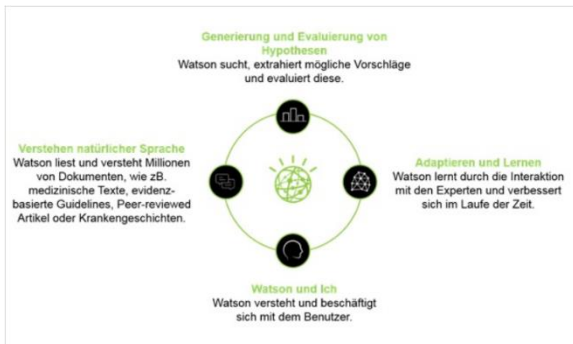 Generierung und Evaluierung von
Hypothesen
Watson sucht, extrahiert mögliche Vorschläge
und evaluiert diese.
Verstehen natürlicher Sprache
Watson liest und versteht Millionen
von Dokumenten, wie zB.
medizinische Texte, evidenz-
basierte Guidelines, Peer-reviewed
Artikel oder Krankengeschichten.
Adaptieren und Lernen
Watson lernt durch die Interaktion
mit den Experten und verbessert
sich im Laufe der Zeit.
Watson und Ich
Watson versteht und beschäftigt
sich mit dem Benutzer.